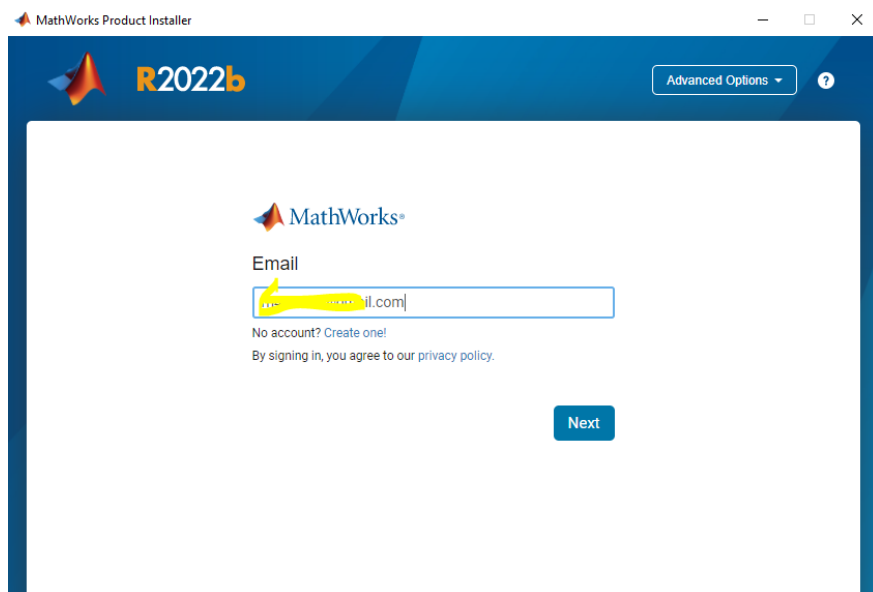 MathWorks Product Installer
R2022b
Advanced Options
?
MathWorks®
Email
il.com
No account? Create one!
By signing in, you agree to our privacy policy.
Next